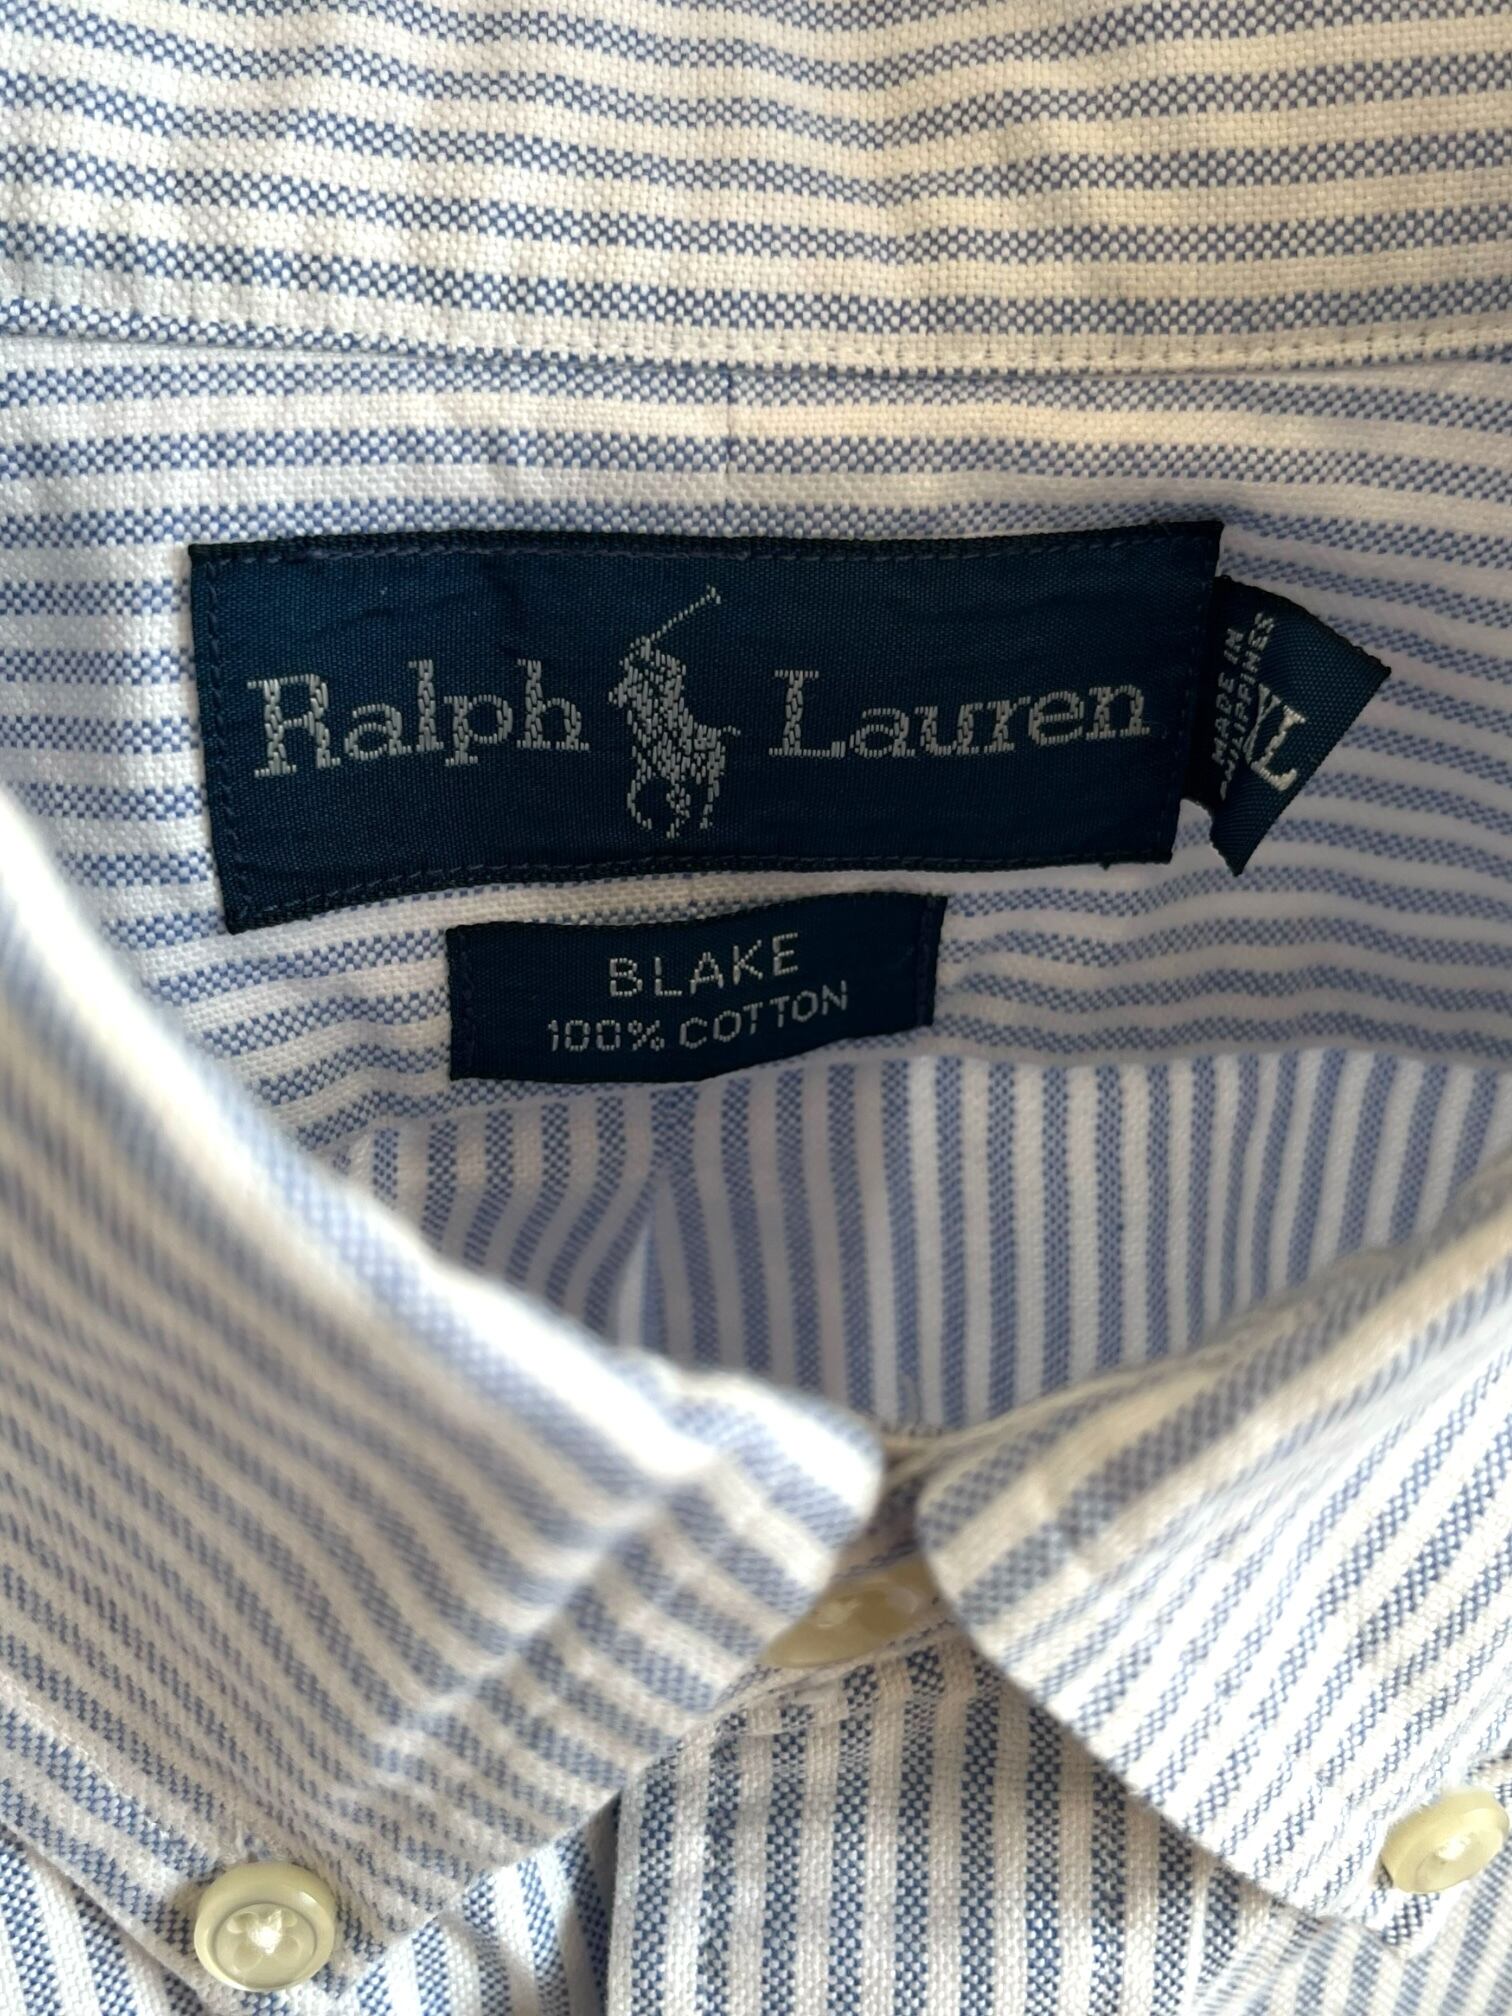 Ralph Lauren
MADE IN
PHILIPPINES
XL
BLAKE
100% COTTON